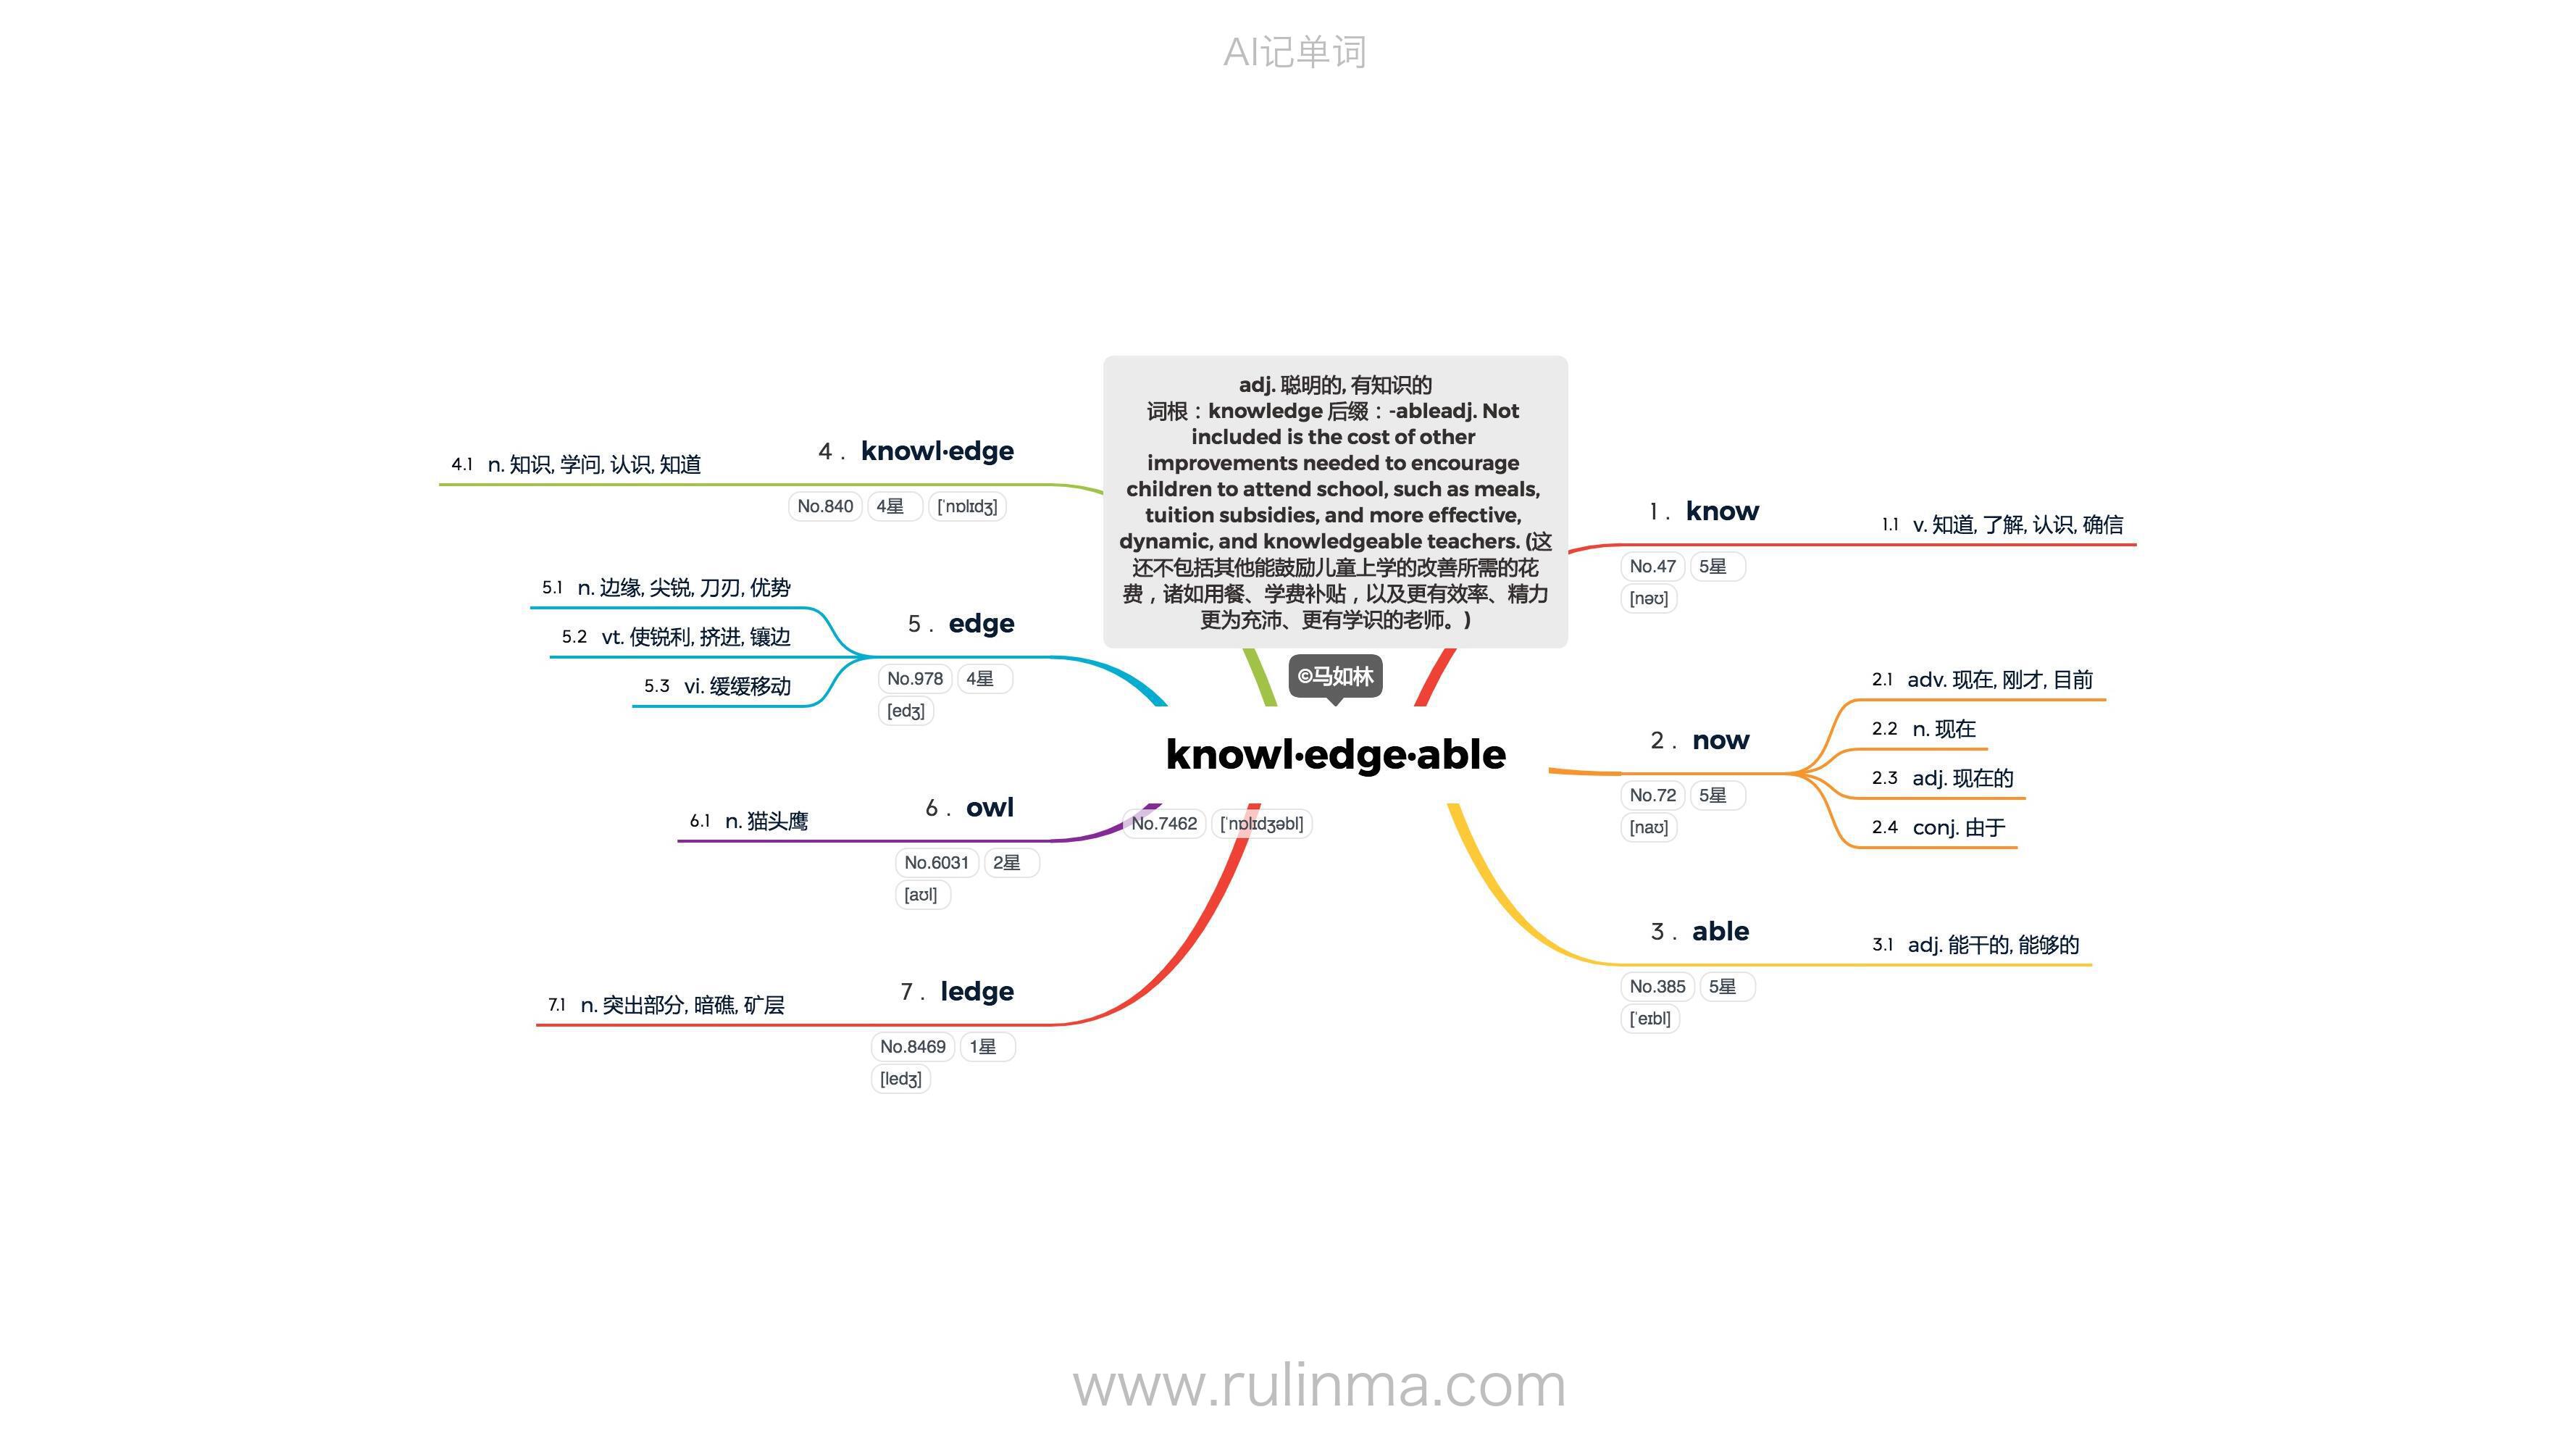 AI记单词
adj. 聪明的, 有知识的
词根：knowledge 后缀：-ableadj. Not
included is the cost of other
improvements needed to encourage
children to attend school, such as meals,
tuition subsidies, and more effective,
dynamic, and knowledgeable teachers. (这
还不包括其他能鼓励儿童上学的改善所需的花
费，诸如用餐、学费补贴，以及更有效率、精力
更为充沛、更有学识的老师。)
©马如林
knowl·edge·able
No.7462 [ˈnɒlɪdʒəbl]
1. know
No.47 5星
[nəʊ]
1.1 v. 知道, 了解, 认识, 确信
2. now
No.72 5星
[naʊ]
2.1 adv. 现在, 刚才, 目前
2.2 n. 现在
2.3 adj. 现在的
2.4 conj. 由于
3. able
No.385 5星
[ˈeɪbl]
3.1 adj. 能干的, 能够的
4. knowl·edge
No.840 4星 [ˈnɒlɪdʒ]
4.1 n. 知识, 学问, 认识, 知道
5. edge
No.978 4星
[edʒ]
5.1 n. 边缘, 尖锐, 刀刃, 优势
5.2 vt. 使锐利, 挤进, 镶边
5.3 vi. 缓缓移动
6. owl
No.6031 2星
[aʊl]
6.1 n. 猫头鹰
7. ledge
No.8469 1星
[ledʒ]
7.1 n. 突出部分, 暗礁, 矿层
www.rulinma.com